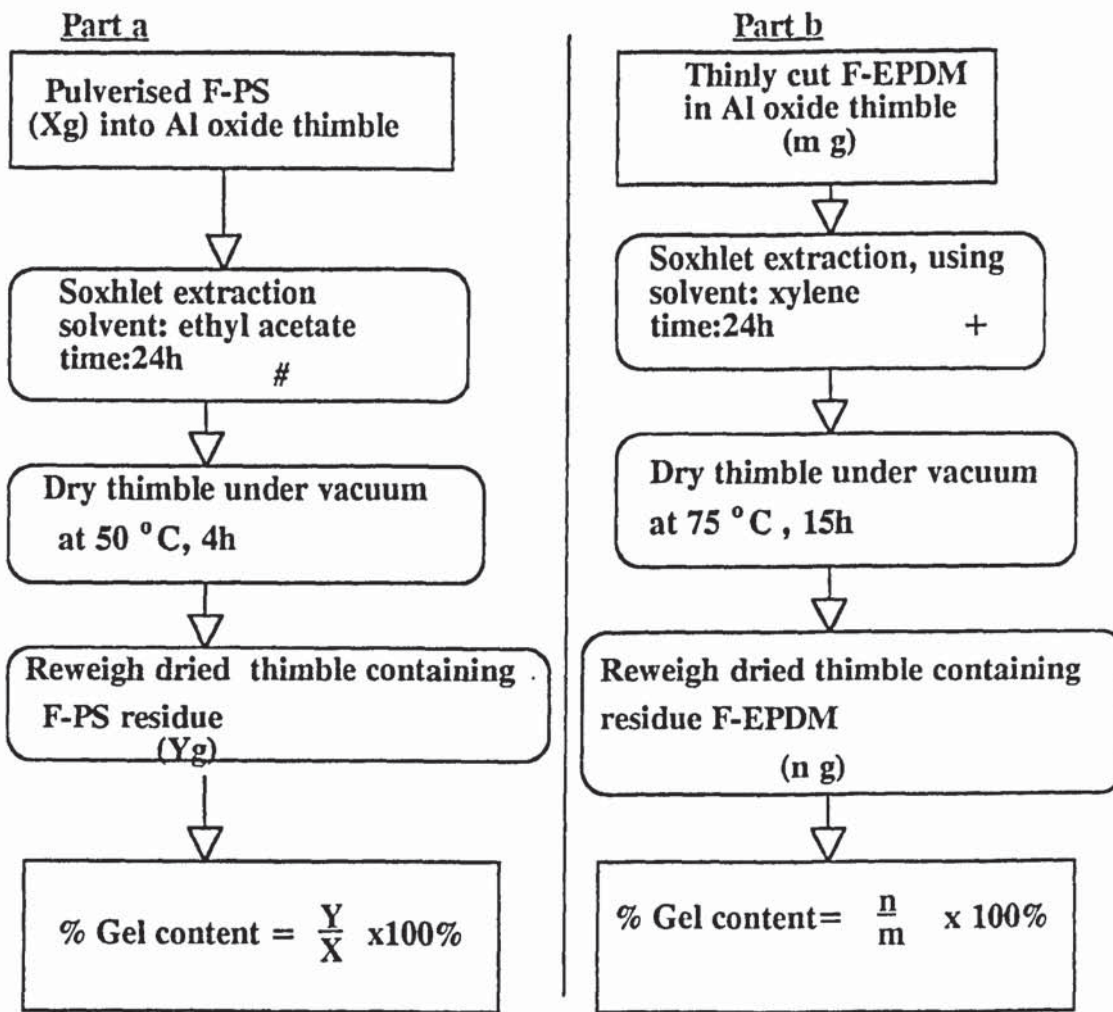 Part a
Pulverised F-PS
(Xg) into Al oxide thimble
Soxhlet extraction
solvent: ethyl acetate
time:24h #
Dry thimble under vacuum
at 50 °C, 4h
Reweigh dried thimble containing
F-PS residue
(Yg)
% Gel content = Y/X x100%
Part b
Thinly cut F-EPDM
in Al oxide thimble
(m g)
Soxhlet extraction, using
solvent: xylene
time:24h +
Dry thimble under vacuum
at 75 °C , 15h
Reweigh dried thimble containing
residue F-EPDM
(n g)
% Gel content= n/m x 100%